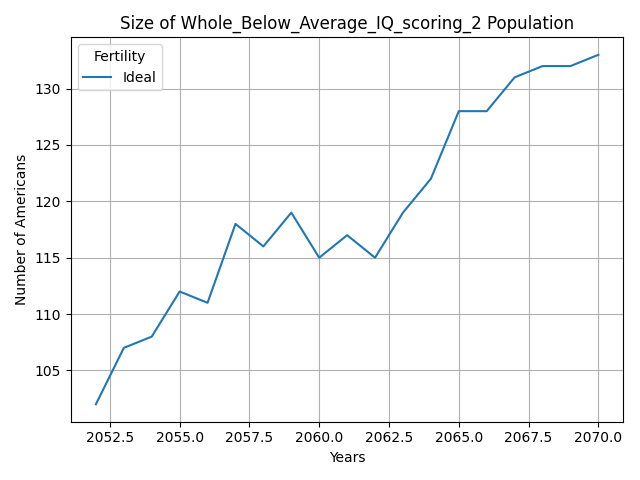 Size of Whole_Below_Average_IQ_scoring_2 Population
Fertility
Ideal
130
125
120
115
110
105
Number of Americans
2052.5 2055.0 2057.5 2060.0 2062.5 2065.0 2067.5 2070.0
Years